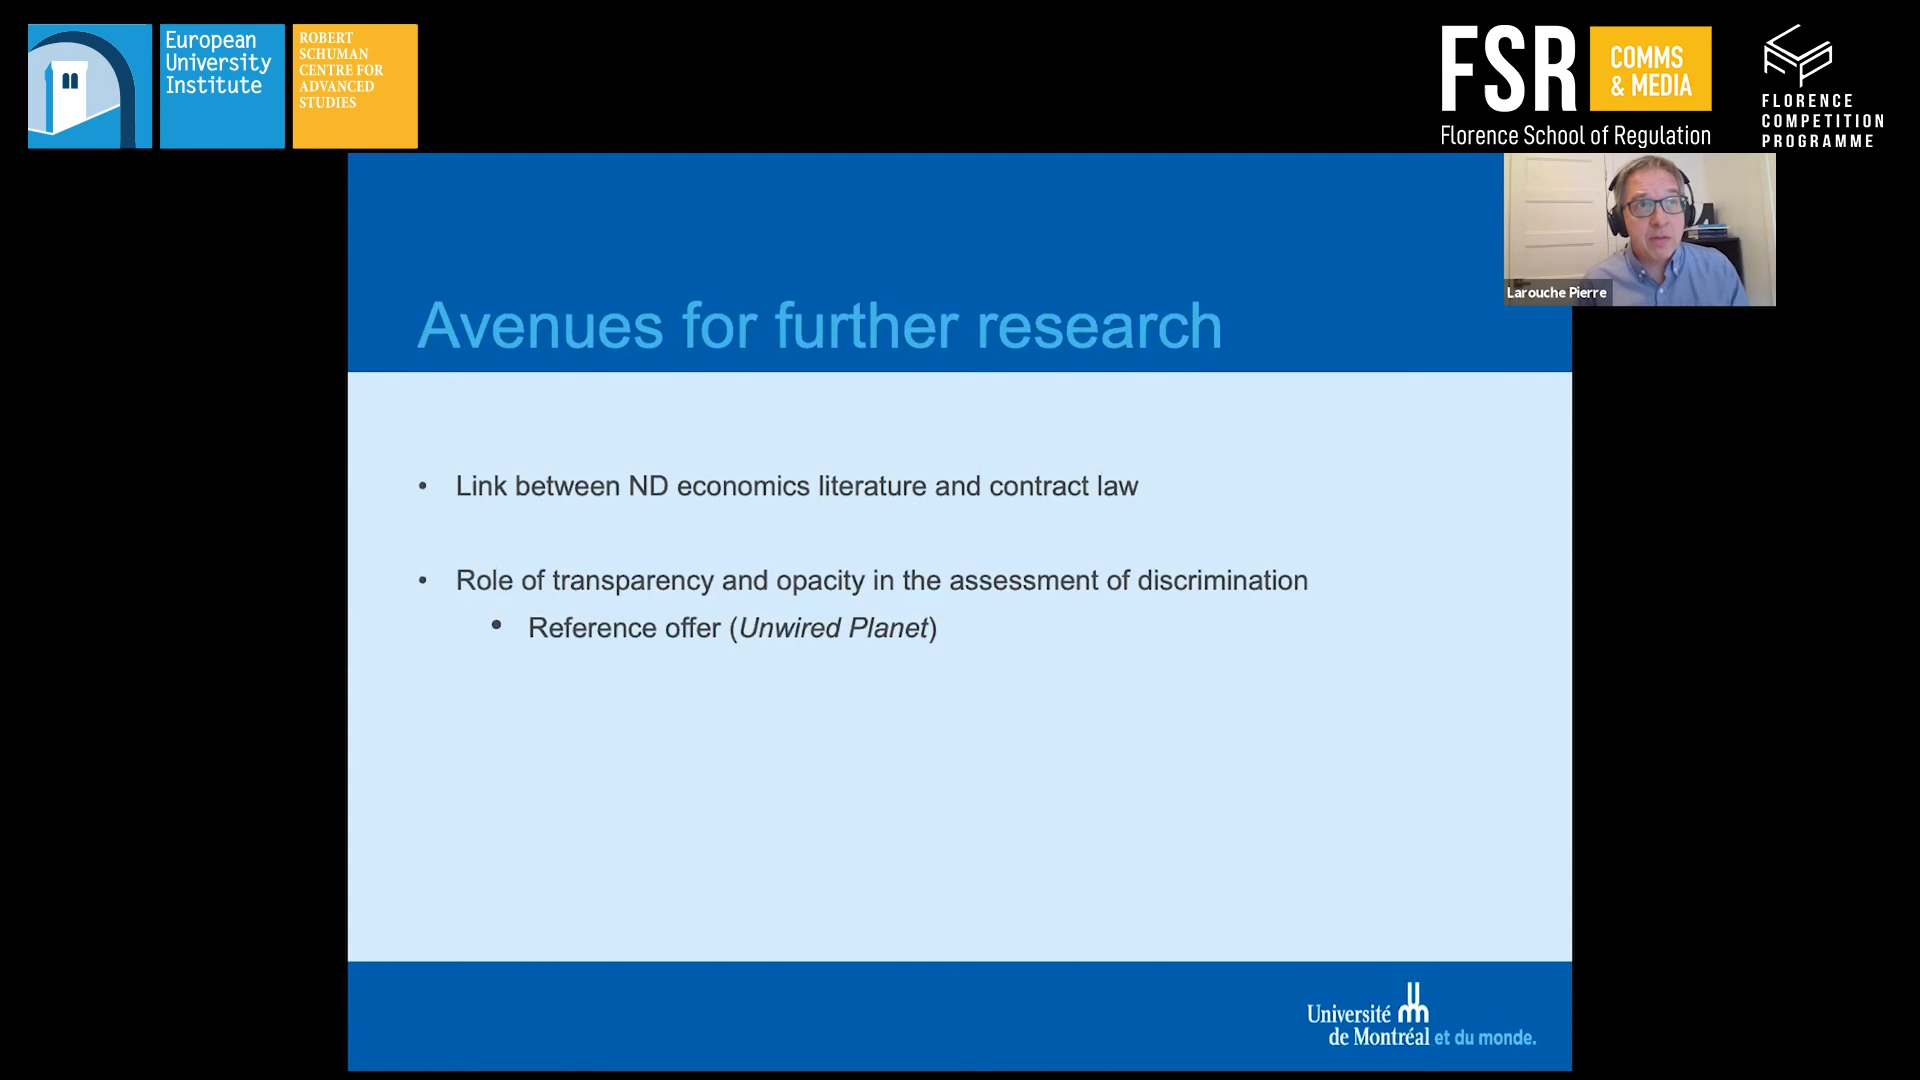 European
University
Institute
ROBERT
SCHUMAN
CENTRE FOR
ADVANCED
STUDIES
FSR
COMMS
& MEDIA
Florence School of Regulation
FLORENCE
COMPETITION
PROGRAMME
Larouche Pierre
Avenues for further research
• Link between ND economics literature and contract law
• Role of transparency and opacity in the assessment of discrimination
• Reference offer (Unwired Planet)
Université
de Montréal et du monde.